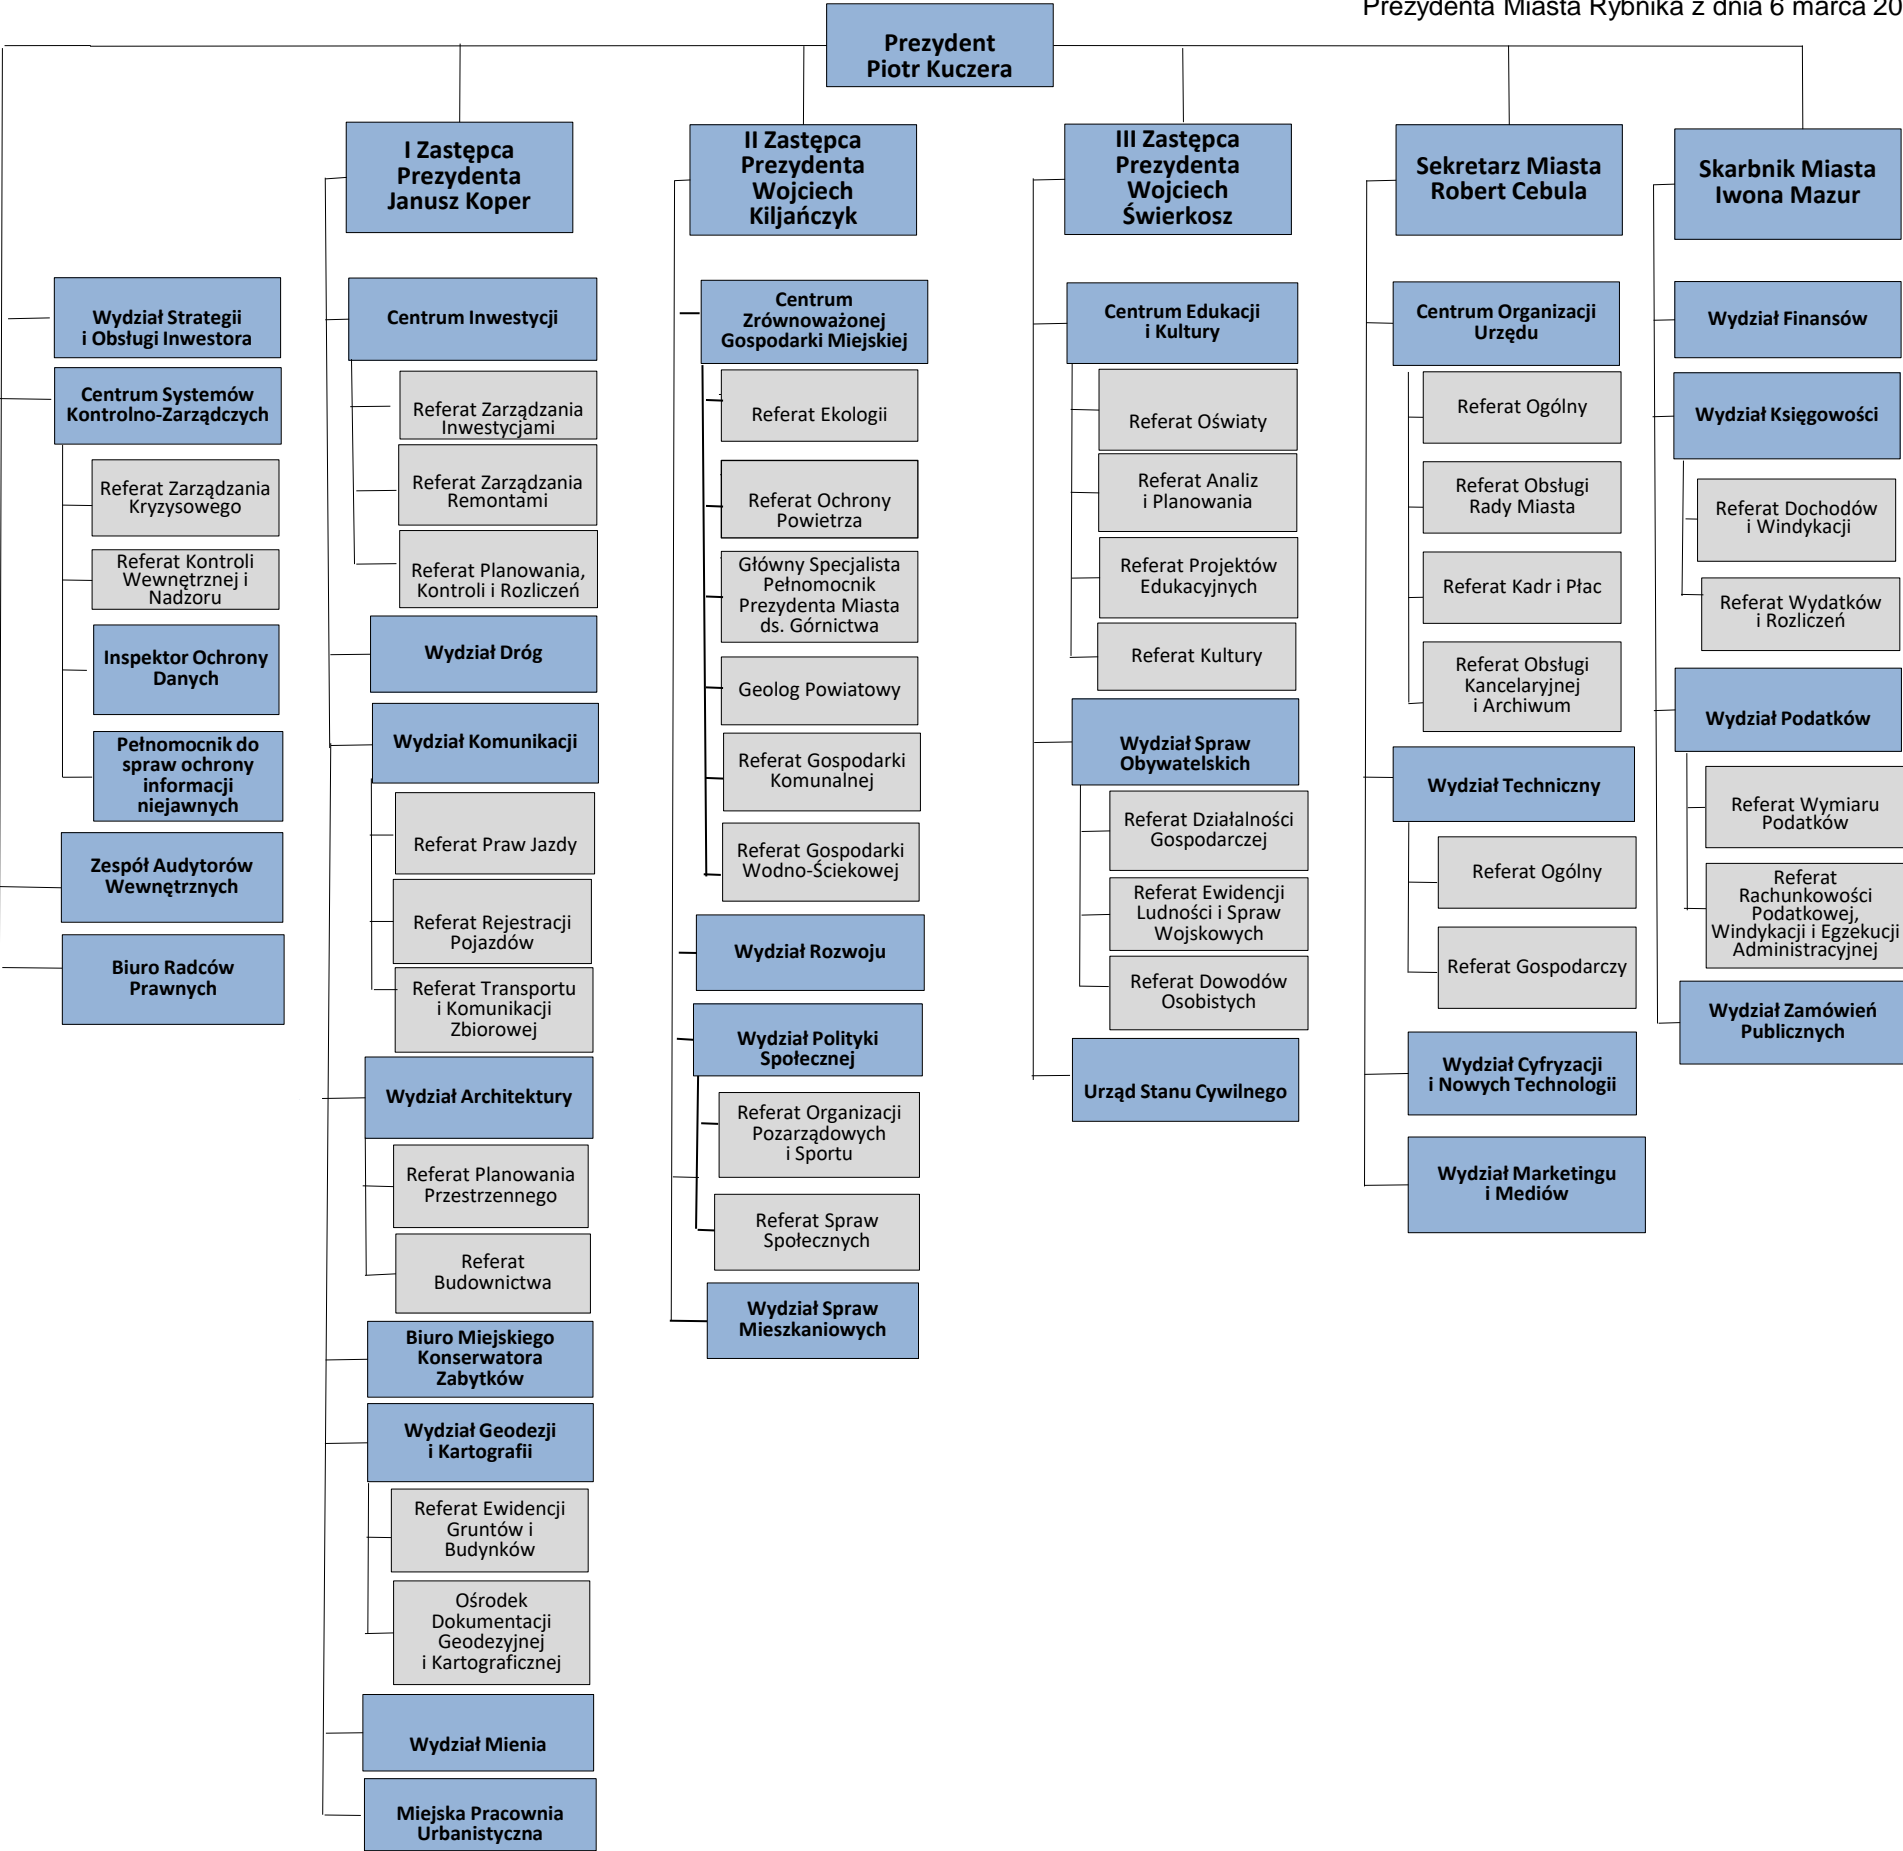 Prezydenta Miasta Rybnika z dnia 6 marca 20
Prezydent
Piotr Kuczera
I Zastępca
Prezydenta
Janusz Koper
II Zastępca
Prezydenta
Wojciech
Kiljańczyk
III Zastępca
Prezydenta
Wojciech
Świerkosz
Sekretarz Miasta
Robert Cebula
Skarbnik Miasta
Iwona Mazur
Wydział Strategii
i Obsługi Inwestora
Centrum Systemów
Kontrolno-Zarządczych
Referat Zarządzania
Kryzysowego
Referat Kontroli
Wewnętrznej i
Nadzoru
Inspektor Ochrony
Danych
Pełnomocnik do
spraw ochrony
informacji
niejawnych
Zespół Audytorów
Wewnętrznych
Biuro Radców
Prawnych
Centrum Inwestycji
Referat Zarządzania
Inwestycjami
Referat Zarządzania
Remontami
Referat Planowania,
Kontroli i Rozliczeń
Wydział Dróg
Wydział Komunikacji
Referat Praw Jazdy
Referat Rejestracji
Pojazdów
Referat Transportu
i Komunikacji
Zbiorowej
Wydział Architektury
Referat Planowania
Przestrzennego
Referat
Budownictwa
Biuro Miejskiego
Konserwatora
Zabytków
Wydział Geodezji
i Kartografii
Referat Ewidencji
Gruntów i
Budynków
Ośrodek
Dokumentacji
Geodezyjnej
i Kartograficznej
Wydział Mienia
Miejska Pracownia
Urbanistyczna
Centrum
Zrównoważonej
Gospodarki Miejskiej
Referat Ekologii
Referat Ochrony
Powietrza
Główny Specjalista
Pełnomocnik
Prezydenta Miasta
ds. Górnictwa
Geolog Powiatowy
Referat Gospodarki
Komunalnej
Referat Gospodarki
Wodno-Ściekowej
Wydział Rozwoju
Wydział Polityki
Społecznej
Referat Organizacji
Pozarządowych
i Sportu
Referat Spraw
Społecznych
Wydział Spraw
Mieszkaniowych
Centrum Edukacji
i Kultury
Referat Oświaty
Referat Analiz
i Planowania
Referat Projektów
Edukacyjnych
Referat Kultury
Wydział Spraw
Obywatelskich
Referat Działalności
Gospodarczej
Referat Ewidencji
Ludności i Spraw
Wojskowych
Referat Dowodów
Osobistych
Urząd Stanu Cywilnego
Centrum Organizacji
Urzędu
Referat Ogólny
Referat Obsługi
Rady Miasta
Referat Kadr i Płac
Referat Obsługi
Kancelaryjnej
i Archiwum
Wydział Techniczny
Referat Ogólny
Referat Gospodarczy
Wydział Cyfryzacji
i Nowych Technologii
Wydział Marketingu
i Mediów
Wydział Finansów
Wydział Księgowości
Referat Dochodów
i Windykacji
Referat Wydatków
i Rozliczeń
Wydział Podatków
Referat Wymiaru
Podatków
Referat
Rachunkowości
Podatkowej,
Windykacji i Egzekucji
Administracyjnej
Wydział Zamówień
Publicznych